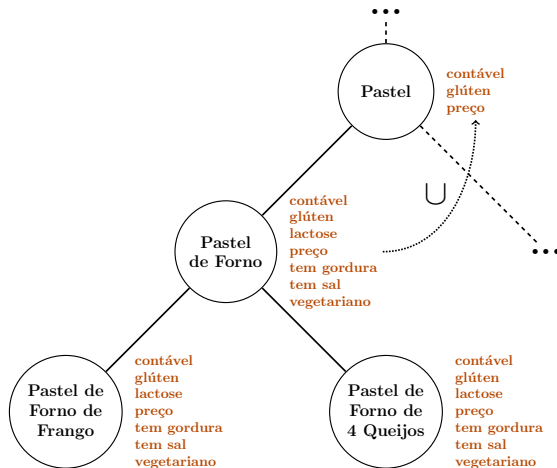 •••
Pastel
contável
glúten
preço
∪
•••
Pastel
de Forno
contável
glúten
lactose
preço
tem gordura
tem sal
vegetariano
Pastel de
Forno de
Frango
contável
glúten
lactose
preço
tem gordura
tem sal
vegetariano
Pastel de
Forno de
4 Queijos
contável
glúten
lactose
preço
tem gordura
tem sal
vegetariano